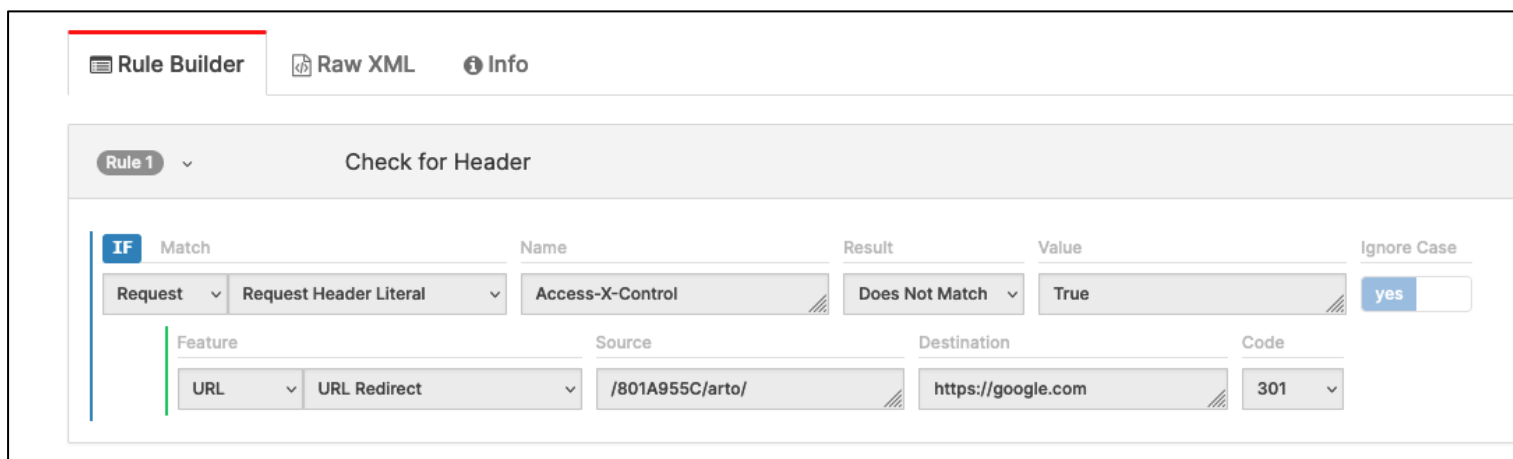 Rule Builder Raw XML Info
Rule 1 Check for Header
IF Match Name Result Value Ignore Case
Request Request Header Literal Access-X-Control Does Not Match True yes
Feature Source Destination Code
URL URL Redirect /801A955C/arto/ https://google.com 301